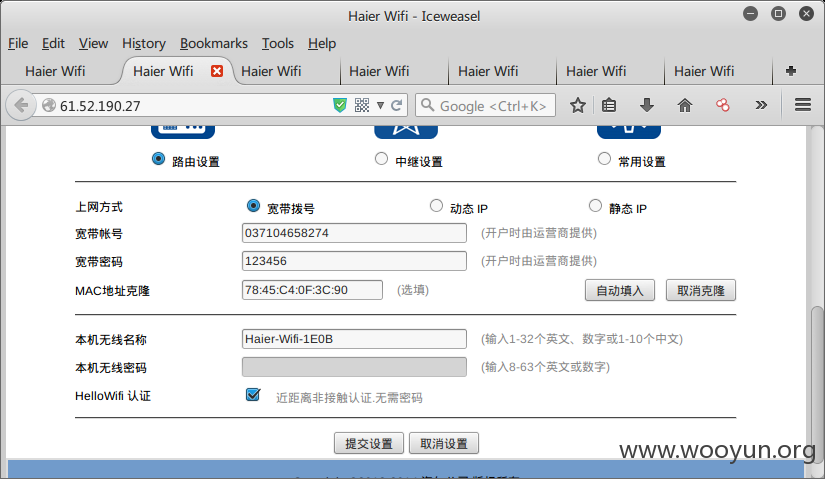 Haier Wifi - Iceweasel
File Edit View History Bookmarks Tools Help
Haier Wifi Haier Wifi Haier Wifi Haier Wifi Haier Wifi Haier Wifi Haier Wifi
61.52.190.27 Google <Ctrl+K>
路由设置 中继设置 常用设置
上网方式 宽带拨号 动态 IP 静态 IP
宽带帐号 037104658274 (开户时由运营商提供)
宽带密码 123456 (开户时由运营商提供)
MAC地址克隆 78:45:C4:0F:3C:90 (选填) 自动填入 取消克隆
本机无线名称 Haier-Wifi-1E0B (输入1-32个英文、数字或1-10个中文)
本机无线密码 (输入8-63个英文或数字)
HelloWifi 认证 近距离非接触认证.无需密码
提交设置 取消设置
www.wooyun.org